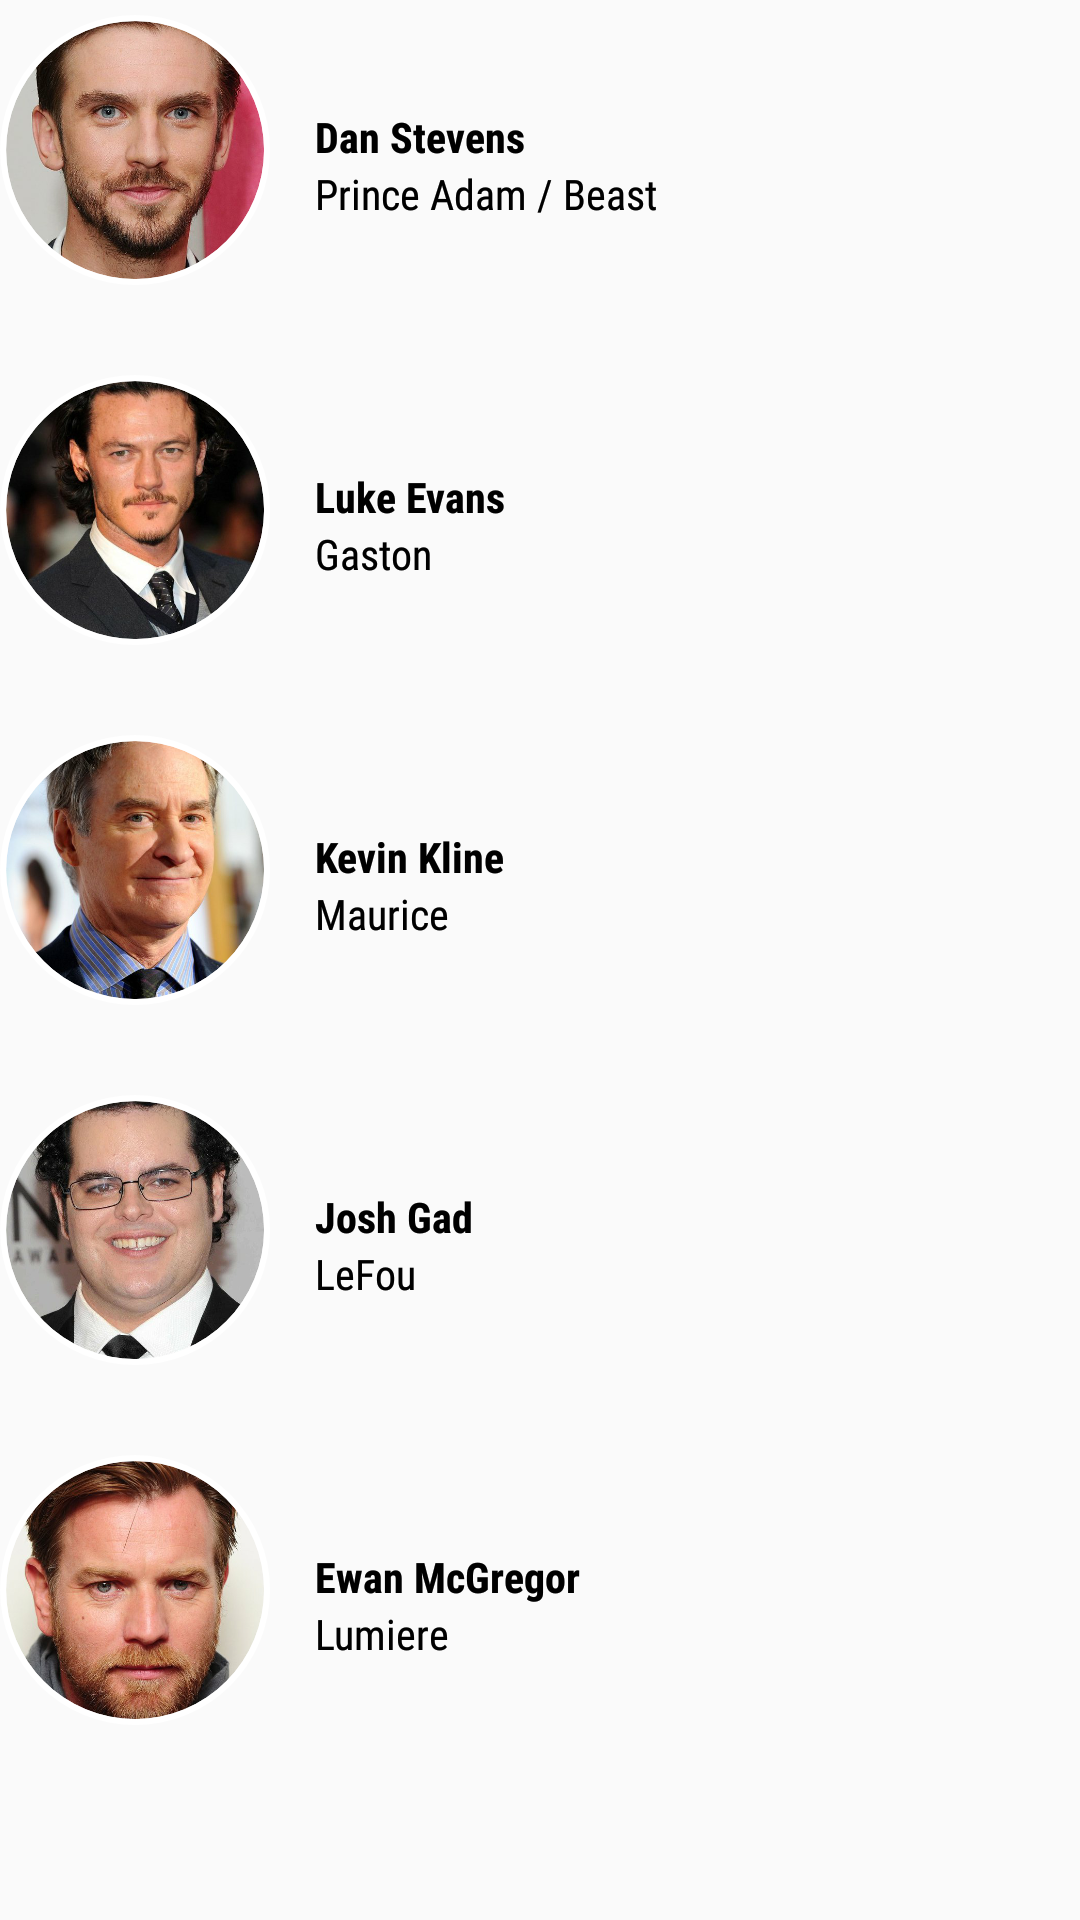 Dan Stevens
Prince Adam / Beast
Luke Evans
Gaston
Kevin Kline
Maurice
Josh Gad
LeFou
Ewan McGregor
Lumiere